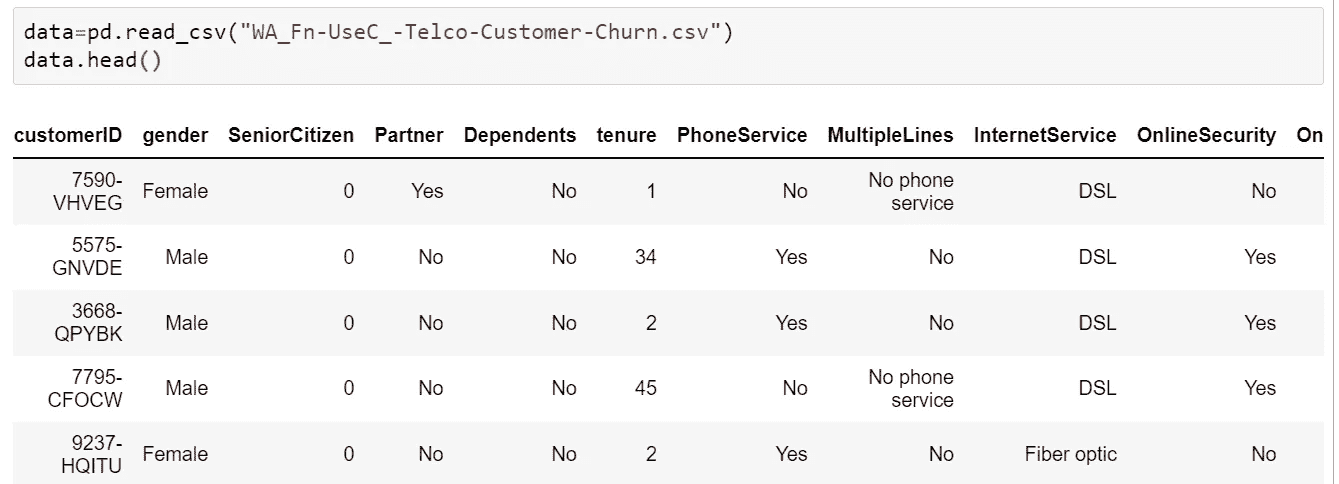 data=pd.read_csv("WA_Fn-UseC_-Telco-Customer-Churn.csv")
data.head()
customerID gender SeniorCitizen Partner Dependents tenure PhoneService MultipleLines InternetService OnlineSecurity On
7590-VHVEG Female 0 Yes No 1 No No phone service DSL No
5575-GNVDE Male 0 No No 34 Yes No DSL Yes
3668-QPYBK Male 0 No No 2 Yes No DSL Yes
7795-CFOCW Male 0 No No 45 No No phone service DSL Yes
9237-HQITU Female 0 No No 2 Yes No Fiber optic No